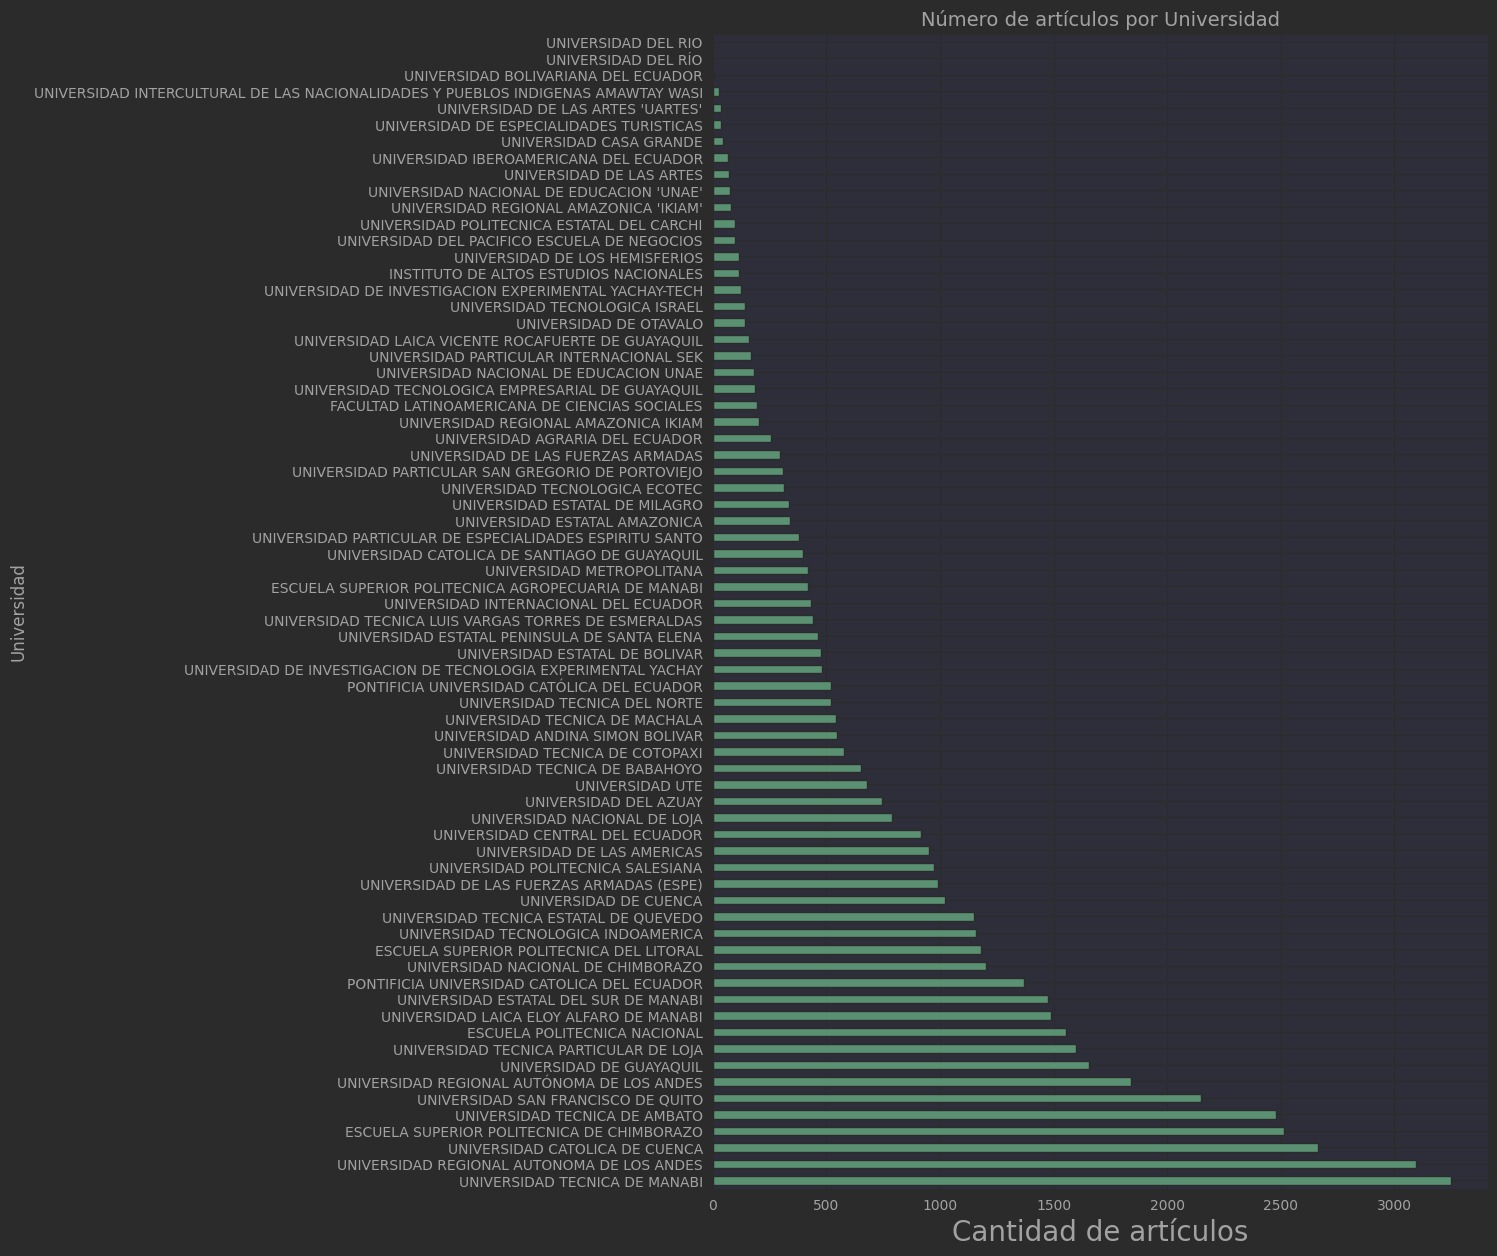 Número de artículos por Universidad
UNIVERSIDAD DEL RIO
UNIVERSIDAD DEL RÍO
UNIVERSIDAD BOLIVARIANA DEL ECUADOR
UNIVERSIDAD INTERCULTURAL DE LAS NACIONALIDADES Y PUEBLOS INDIGENAS AMAWTAY WASI
UNIVERSIDAD DE LAS ARTES 'UARTES'
UNIVERSIDAD DE ESPECIALIDADES TURISTICAS
UNIVERSIDAD CASA GRANDE
UNIVERSIDAD IBEROAMERICANA DEL ECUADOR
UNIVERSIDAD DE LAS ARTES
UNIVERSIDAD NACIONAL DE EDUCACION 'UNAE'
UNIVERSIDAD REGIONAL AMAZONICA 'IKIAM'
UNIVERSIDAD POLITECNICA ESTATAL DEL CARCHI
UNIVERSIDAD DEL PACIFICO ESCUELA DE NEGOCIOS
UNIVERSIDAD DE LOS HEMISFERIOS
INSTITUTO DE ALTOS ESTUDIOS NACIONALES
UNIVERSIDAD DE INVESTIGACION EXPERIMENTAL YACHAY-TECH
UNIVERSIDAD TECNOLOGICA ISRAEL
UNIVERSIDAD DE OTAVALO
UNIVERSIDAD LAICA VICENTE ROCAFUERTE DE GUAYAQUIL
UNIVERSIDAD PARTICULAR INTERNACIONAL SEK
UNIVERSIDAD NACIONAL DE EDUCACION UNAE
UNIVERSIDAD TECNOLOGICA EMPRESARIAL DE GUAYAQUIL
FACULTAD LATINOAMERICANA DE CIENCIAS SOCIALES
UNIVERSIDAD REGIONAL AMAZONICA IKIAM
UNIVERSIDAD AGRARIA DEL ECUADOR
UNIVERSIDAD DE LAS FUERZAS ARMADAS
UNIVERSIDAD PARTICULAR SAN GREGORIO DE PORTOVIEJO
UNIVERSIDAD TECNOLOGICA ECOTEC
UNIVERSIDAD ESTATAL DE MILAGRO
UNIVERSIDAD ESTATAL AMAZONICA
UNIVERSIDAD PARTICULAR DE ESPECIALIDADES ESPIRITU SANTO
UNIVERSIDAD CATOLICA DE SANTIAGO DE GUAYAQUIL
UNIVERSIDAD METROPOLITANA
ESCUELA SUPERIOR POLITECNICA AGROPECUARIA DE MANABI
UNIVERSIDAD INTERNACIONAL DEL ECUADOR
UNIVERSIDAD TECNICA LUIS VARGAS TORRES DE ESMERALDAS
UNIVERSIDAD ESTATAL PENINSULA DE SANTA ELENA
UNIVERSIDAD ESTATAL DE BOLIVAR
UNIVERSIDAD DE INVESTIGACION DE TECNOLOGIA EXPERIMENTAL YACHAY
PONTIFICIA UNIVERSIDAD CATÓLICA DEL ECUADOR
UNIVERSIDAD TECNICA DEL NORTE
UNIVERSIDAD TECNICA DE MACHALA
UNIVERSIDAD ANDINA SIMON BOLIVAR
UNIVERSIDAD TECNICA DE COTOPAXI
UNIVERSIDAD TECNICA DE BABAHOYO
UNIVERSIDAD UTE
UNIVERSIDAD DEL AZUAY
UNIVERSIDAD NACIONAL DE LOJA
UNIVERSIDAD CENTRAL DEL ECUADOR
UNIVERSIDAD DE LAS AMERICAS
UNIVERSIDAD POLITECNICA SALESIANA
UNIVERSIDAD DE LAS FUERZAS ARMADAS (ESPE)
UNIVERSIDAD DE CUENCA
UNIVERSIDAD TECNICA ESTATAL DE QUEVEDO
UNIVERSIDAD TECNOLOGICA INDOAMERICA
ESCUELA SUPERIOR POLITECNICA DEL LITORAL
UNIVERSIDAD NACIONAL DE CHIMBORAZO
PONTIFICIA UNIVERSIDAD CATOLICA DEL ECUADOR
UNIVERSIDAD ESTATAL DEL SUR DE MANABI
UNIVERSIDAD LAICA ELOY ALFARO DE MANABI
ESCUELA POLITECNICA NACIONAL
UNIVERSIDAD TECNICA PARTICULAR DE LOJA
UNIVERSIDAD DE GUAYAQUIL
UNIVERSIDAD REGIONAL AUTÓNOMA DE LOS ANDES
UNIVERSIDAD SAN FRANCISCO DE QUITO
UNIVERSIDAD TECNICA DE AMBATO
ESCUELA SUPERIOR POLITECNICA DE CHIMBORAZO
UNIVERSIDAD CATOLICA DE CUENCA
UNIVERSIDAD REGIONAL AUTONOMA DE LOS ANDES
UNIVERSIDAD TECNICA DE MANABI
Universidad
0 500 1000 1500 2000 2500 3000
Cantidad de artículos